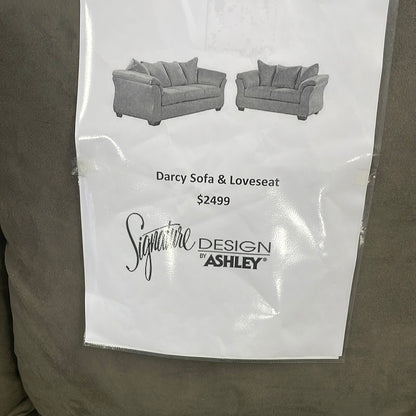 Darcy Sofa & Loveseat
$2499
Signature DESIGN
BY ASHLEY®